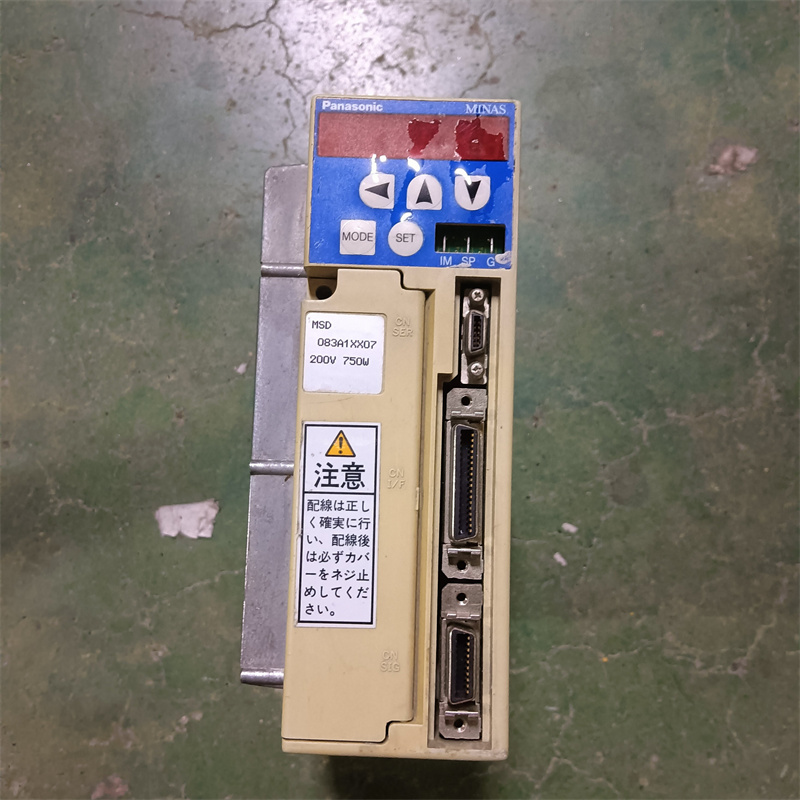 Panasonic MINAS
MODE SET
IM SP G
MSD
083A1XX07
200V 750W
CN
SER
注意
配線は正し
く確実に行
い、配線後
は必ずカバ
ーをネジ止
めしてくだ
さい。
CN
I/F
CN
SIG